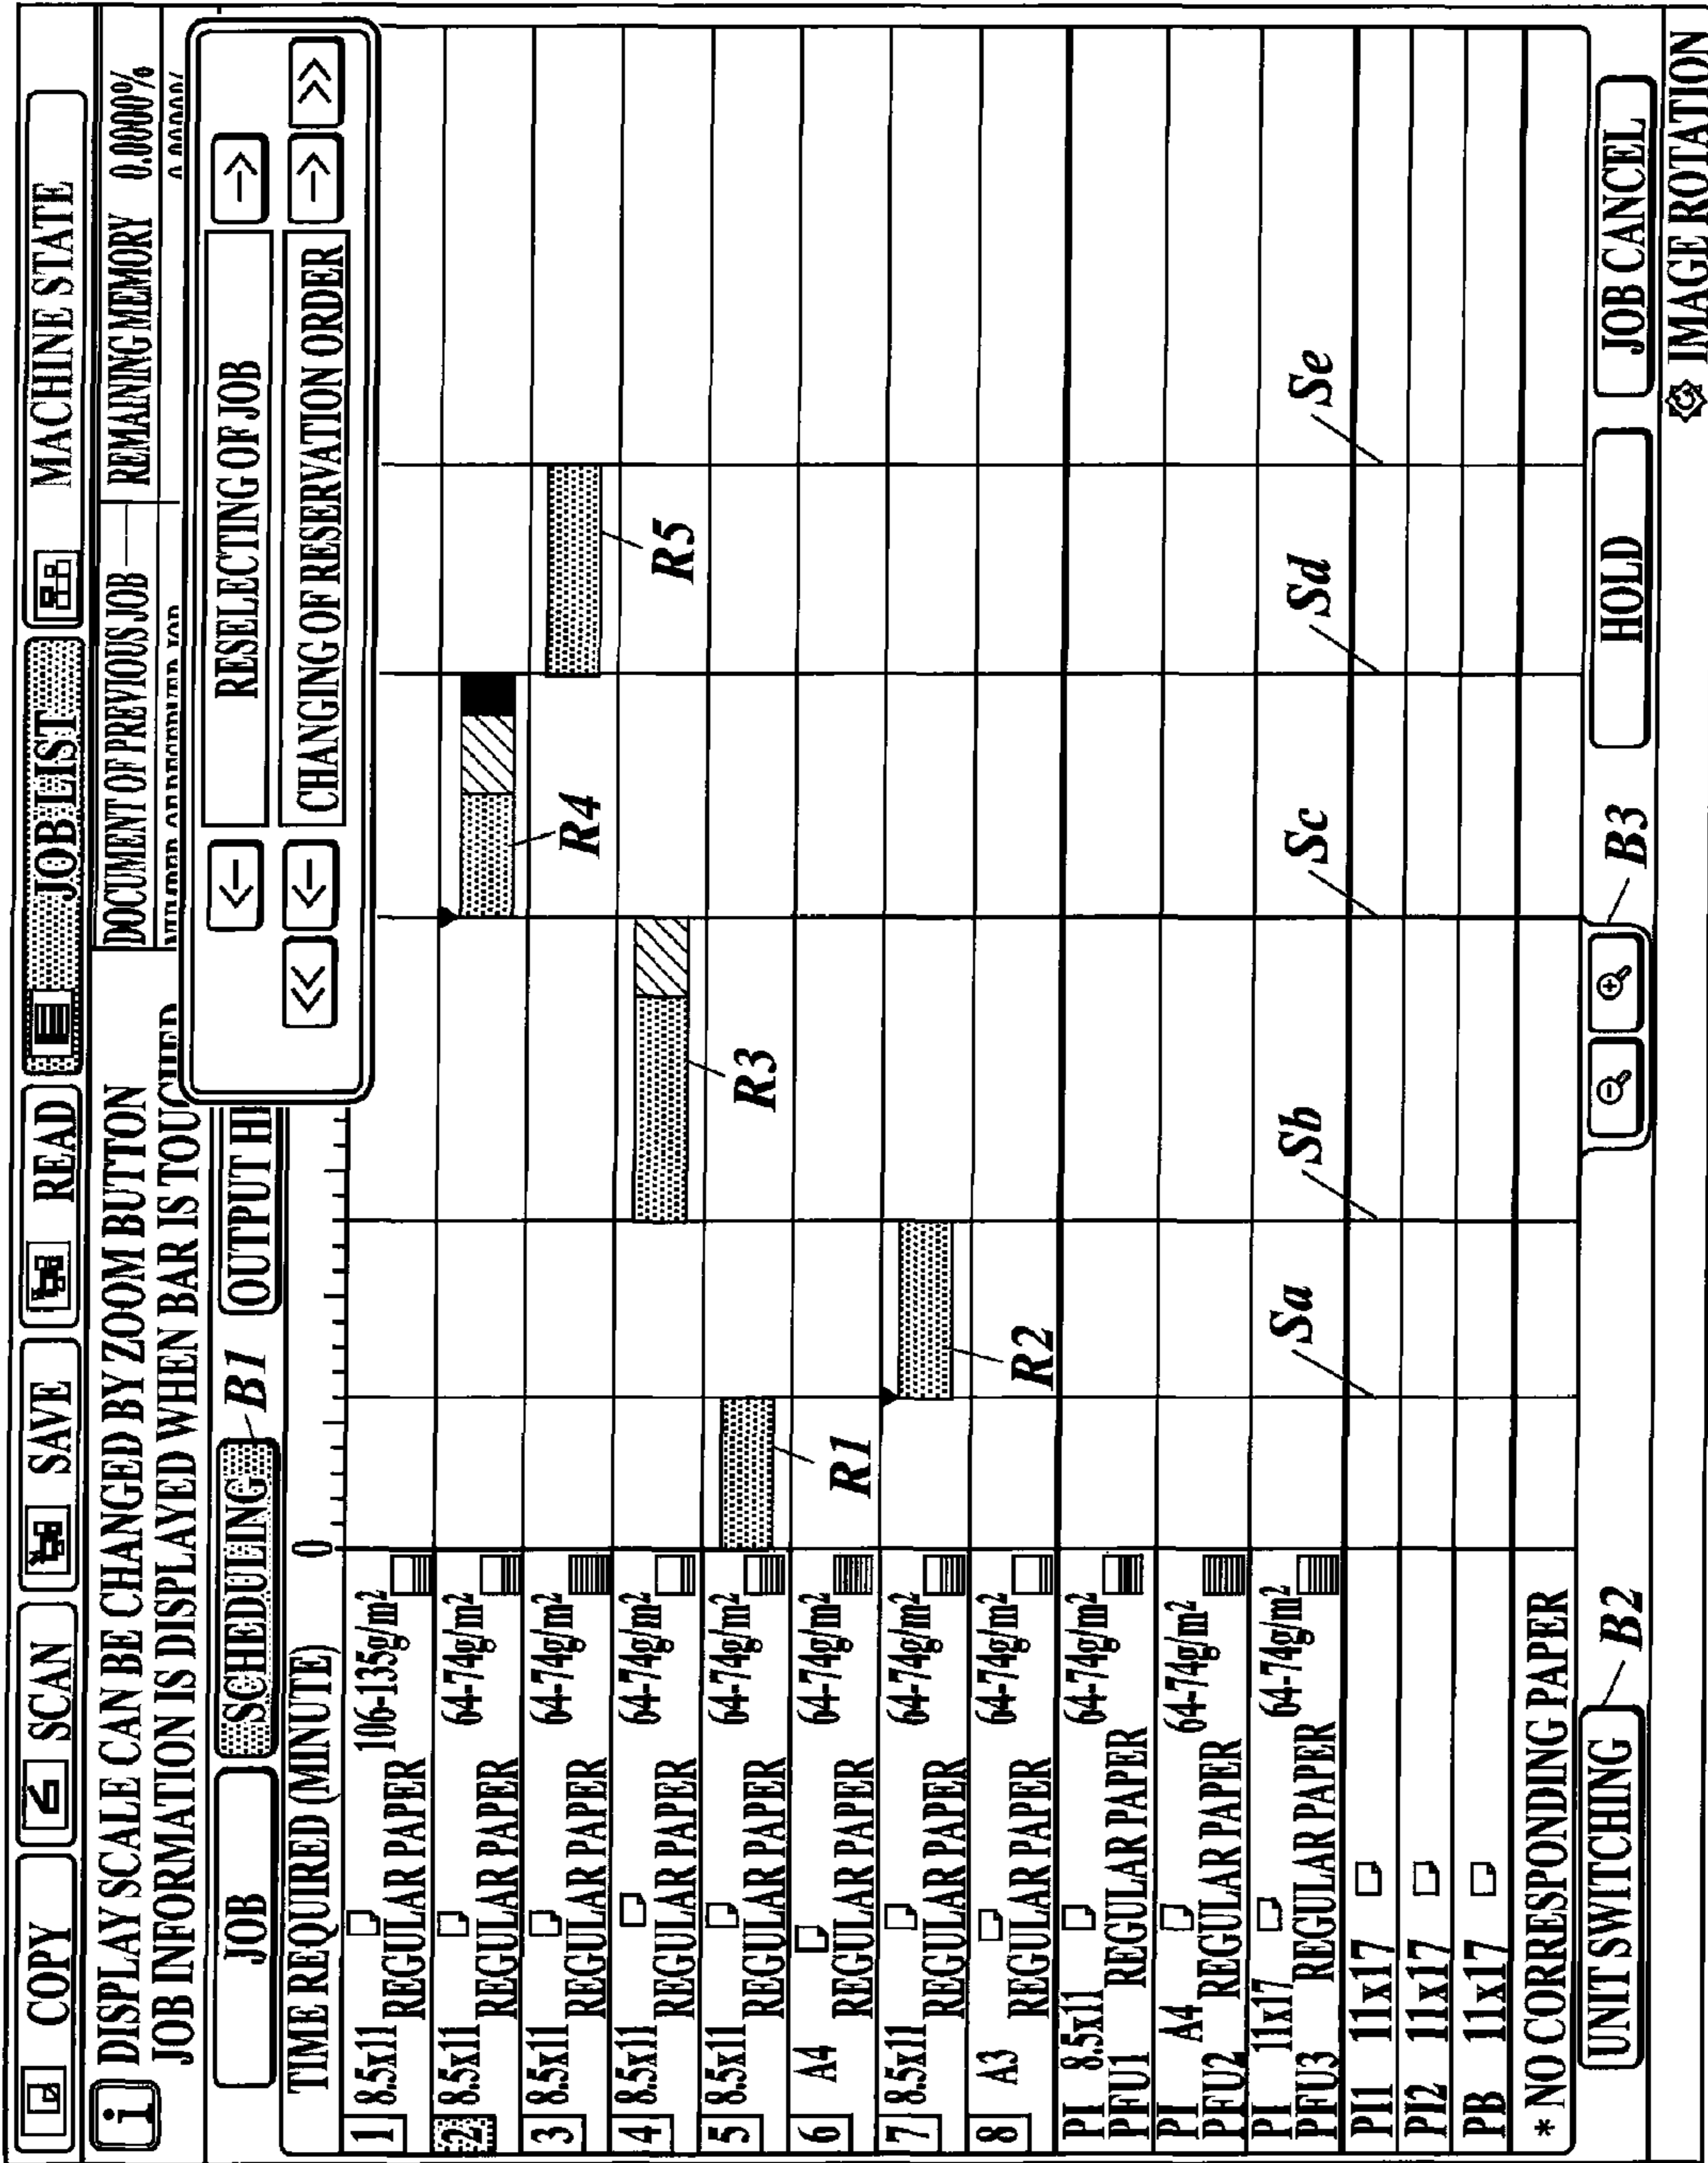 COPY SCAN SAVE READ JOB LIST MACHINE STATE
i DISPLAY SCALE CAN BE CHANGED BY ZOOM BUTTON
JOB INFORMATION IS DISPLAYED WHEN BAR IS TOUCHED
DOCUMENT OF PREVIOUS JOB REMAINING MEMORY 0.0000%
0.0000%
JOB SCHEDULING B1 OUTPUT HI
← RESELECTING OF JOB →
<< ← CHANGING OF RESERVATION ORDER → >>
TIME REQUIRED (MINUTE) 0
1 8.5x11 106-135g/m²
REGULAR PAPER
2 8.5x11 64-74g/m²
REGULAR PAPER
3 8.5x11 64-74g/m²
REGULAR PAPER
4 8.5x11 64-74g/m²
REGULAR PAPER
5 8.5x11 64-74g/m²
REGULAR PAPER
6 A4 64-74g/m²
REGULAR PAPER
7 8.5x11 64-74g/m²
REGULAR PAPER
8 A3 64-74g/m²
REGULAR PAPER
PI 8.5x11 64-74g/m²
PFU1 REGULAR PAPER
PI A4 64-74g/m²
PFU2 REGULAR PAPER
PI 11x17 64-74g/m²
PFU3 REGULAR PAPER
PI1 11x17
PI2 11x17
PB 11x17
* NO CORRESPONDING PAPER
R4
R5
R3
R1
R2
Sa Sb Sc Sd Se
UNIT SWITCHING B2 B3 HOLD JOB CANCEL
IMAGE ROTATION